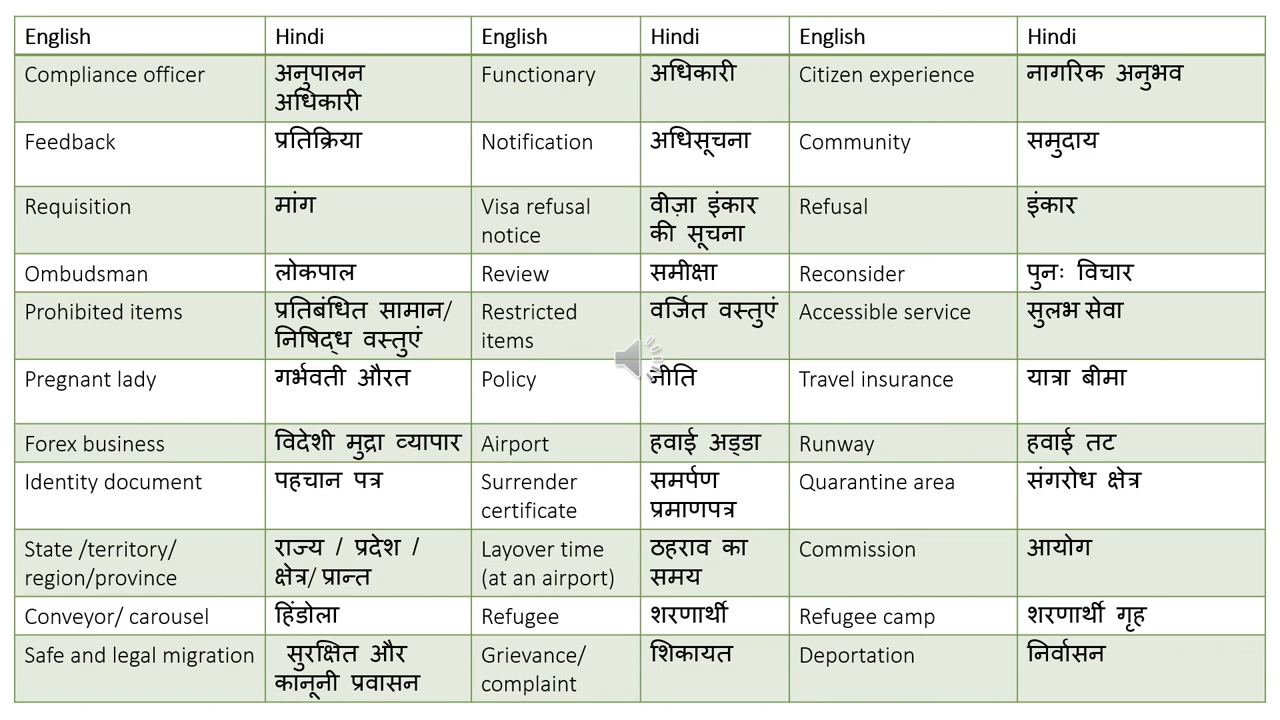 English Hindi English Hindi English Hindi
Compliance officer अनुपालन अधिकारी Functionary अधिकारी Citizen experience नागरिक अनुभव
Feedback प्रतिक्रिया Notification अधिसूचना Community समुदाय
Requisition मांग Visa refusal notice वीज़ा इंकार की सूचना Refusal इंकार
Ombudsman लोकपाल Review समीक्षा Reconsider पुनः विचार
Prohibited items प्रतिबंधित सामान/ निषिद्ध वस्तुएं Restricted items वर्जित वस्तुएं Accessible service सुलभ सेवा
Pregnant lady गर्भवती औरत Policy नीति Travel insurance यात्रा बीमा
Forex business विदेशी मुद्रा व्यापार Airport हवाई अड्डा Runway हवाई तट
Identity document पहचान पत्र Surrender certificate समर्पण प्रमाणपत्र Quarantine area संगरोध क्षेत्र
State /territory/ region/province राज्य / प्रदेश / क्षेत्र/ प्रान्त Layover time (at an airport) ठहराव का समय Commission आयोग
Conveyor/ carousel हिंडोला Refugee शरणार्थी Refugee camp शरणार्थी गृह
Safe and legal migration सुरक्षित और कानूनी प्रवासन Grievance/ complaint शिकायत Deportation निर्वासन